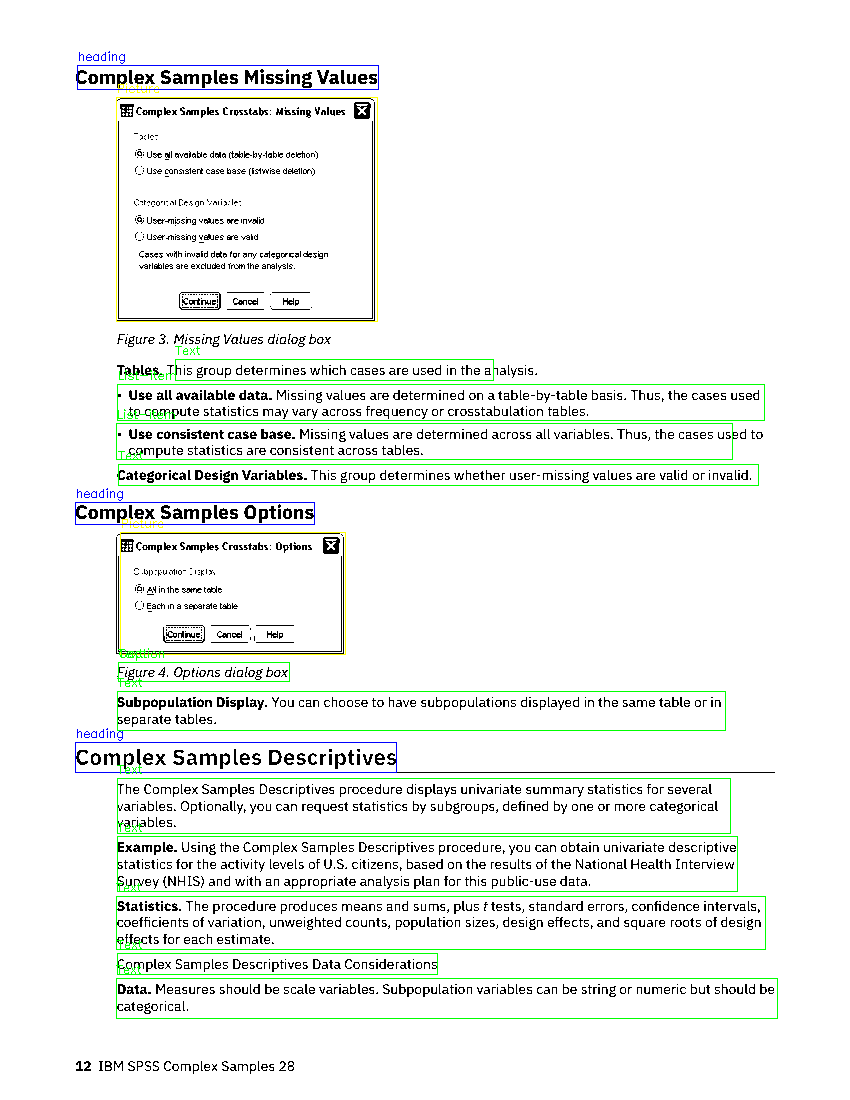 heading
Complex Samples Missing Values
Picture
Complex Samples Crosstabs: Missing Values
Tables
Use all available data (table-by-table deletion)
Use consistent case base (listwise deletion)
Categorical Design Variables
User-missing values are invalid
User-missing values are valid
Cases with invalid data for any categorical design
variables are excluded from the analysis.
Continue Cancel Help
Figure 3. Missing Values dialog box
Text
Tables. This group determines which cases are used in the analysis.
List-item
• Use all available data. Missing values are determined on a table-by-table basis. Thus, the cases used
to compute statistics may vary across frequency or crosstabulation tables.
List-item
• Use consistent case base. Missing values are determined across all variables. Thus, the cases used to
compute statistics are consistent across tables.
Text
Categorical Design Variables. This group determines whether user-missing values are valid or invalid.
heading
Complex Samples Options
Picture
Complex Samples Crosstabs: Options
Subpopulation Display
All in the same table
Each in a separate table
Continue Cancel Help
Caption
Figure 4. Options dialog box
Text
Subpopulation Display. You can choose to have subpopulations displayed in the same table or in
separate tables.
heading
Complex Samples Descriptives
Text
The Complex Samples Descriptives procedure displays univariate summary statistics for several
variables. Optionally, you can request statistics by subgroups, defined by one or more categorical
variables.
Text
Example. Using the Complex Samples Descriptives procedure, you can obtain univariate descriptive
statistics for the activity levels of U.S. citizens, based on the results of the National Health Interview
Survey (NHIS) and with an appropriate analysis plan for this public-use data.
Text
Statistics. The procedure produces means and sums, plus t tests, standard errors, confidence intervals,
coefficients of variation, unweighted counts, population sizes, design effects, and square roots of design
effects for each estimate.
Text
Complex Samples Descriptives Data Considerations
Text
Data. Measures should be scale variables. Subpopulation variables can be string or numeric but should be
categorical.
12 IBM SPSS Complex Samples 28